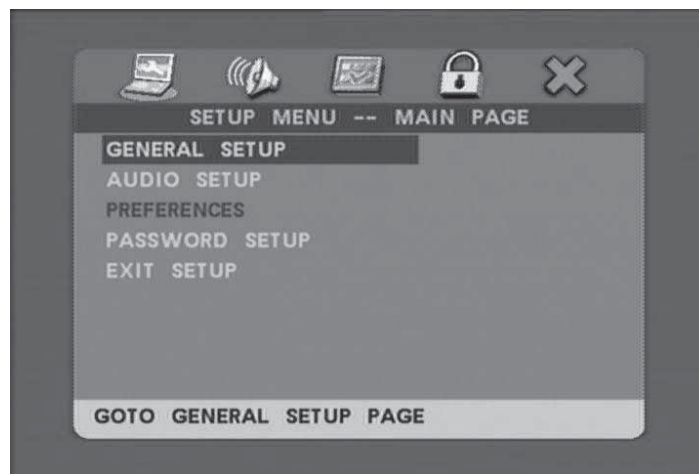 SETUP MENU -- MAIN PAGE
GENERAL SETUP
AUDIO SETUP
PREFERENCES
PASSWORD SETUP
EXIT SETUP
GOTO GENERAL SETUP PAGE